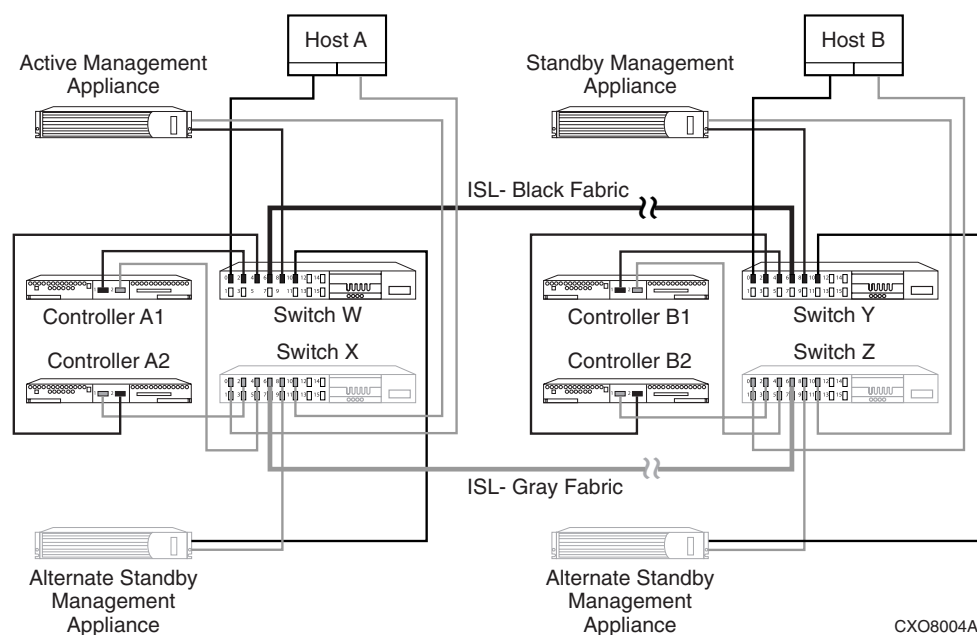 Host A
Host B
Active Management
Appliance
Standby Management
Appliance
ISL- Black Fabric
Controller A1
Switch W
Controller B1
Switch Y
Controller A2
Switch X
Controller B2
Switch Z
ISL- Gray Fabric
Alternate Standby
Management
Appliance
Alternate Standby
Management
Appliance
CXO8004A